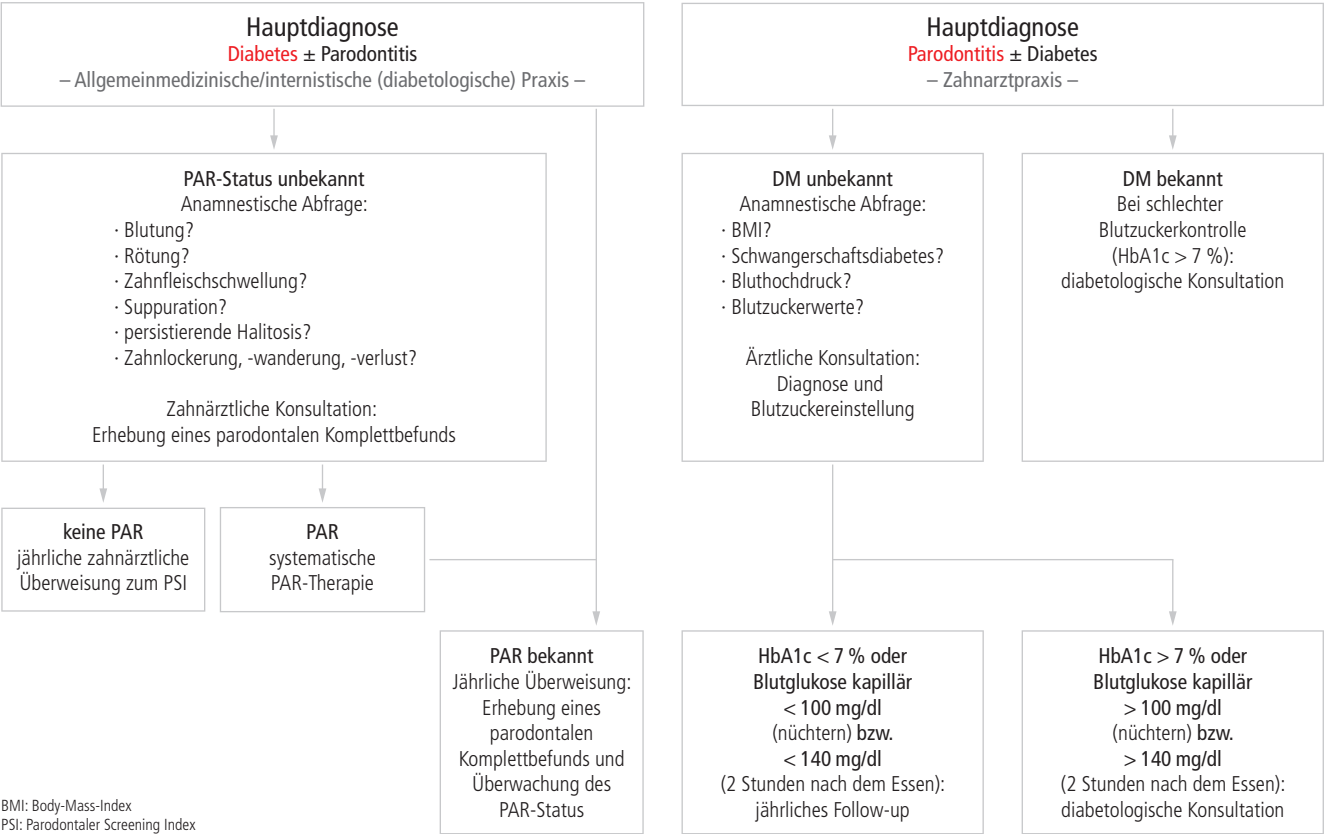 Hauptdiagnose
Diabetes ± Parodontitis
– Allgemeinmedizinische/internistische (diabetologische) Praxis –
Hauptdiagnose
Parodontitis ± Diabetes
– Zahnarztpraxis –
PAR-Status unbekannt
Anamnestische Abfrage:
· Blutung?
· Rötung?
· Zahnfleischschwellung?
· Suppuration?
· persistierende Halitosis?
· Zahnlockerung, -wanderung, -verlust?
Zahnärztliche Konsultation:
Erhebung eines parodontalen Komplettbefunds
DM unbekannt
Anamnestische Abfrage:
· BMI?
· Schwangerschaftsdiabetes?
· Bluthochdruck?
· Blutzuckerwerte?
Ärztliche Konsultation:
Diagnose und
Blutzuckereinstellung
DM bekannt
Bei schlechter
Blutzuckerkontrolle
(HbA1c > 7 %):
diabetologische Konsultation
keine PAR
jährliche zahnärztliche
Überweisung zum PSI
PAR
systematische
PAR-Therapie
PAR bekannt
Jährliche Überweisung:
Erhebung eines
parodontalen
Komplettbefunds und
Überwachung des
PAR-Status
HbA1c < 7 % oder
Blutglukose kapillär
< 100 mg/dl
(nüchtern) bzw.
< 140 mg/dl
(2 Stunden nach dem Essen):
jährliches Follow-up
HbA1c > 7 % oder
Blutglukose kapillär
> 100 mg/dl
(nüchtern) bzw.
> 140 mg/dl
(2 Stunden nach dem Essen):
diabetologische Konsultation
BMI: Body-Mass-Index
PSI: Parodontaler Screening Index